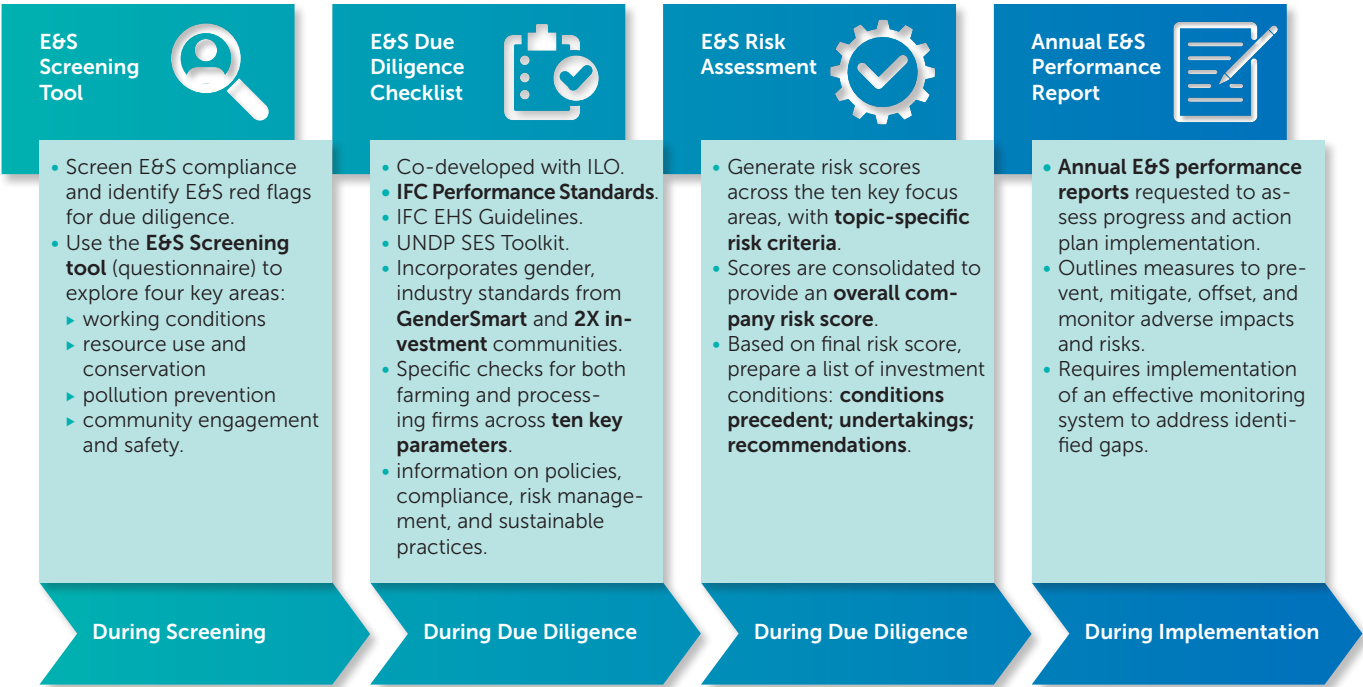 E&S
Screening
Tool
• Screen E&S compliance
and identify E&S red flags
for due diligence.
• Use the E&S Screening
tool (questionnaire) to
explore four key areas:
▸ working conditions
▸ resource use and
conservation
▸ pollution prevention
▸ community engagement
and safety.
During Screening
E&S Due
Diligence
Checklist
• Co-developed with ILO.
• IFC Performance Standards.
• IFC EHS Guidelines.
• UNDP SES Toolkit.
• Incorporates gender,
industry standards from
GenderSmart and 2X in-
vestment communities.
• Specific checks for both
farming and process-
ing firms across ten key
parameters.
• information on policies,
compliance, risk manage-
ment, and sustainable
practices.
During Due Diligence
E&S Risk
Assessment
• Generate risk scores
across the ten key focus
areas, with topic-specific
risk criteria.
• Scores are consolidated to
provide an overall com-
pany risk score.
• Based on final risk score,
prepare a list of investment
conditions: conditions
precedent; undertakings;
recommendations.
During Due Diligence
Annual E&S
Performance
Report
• Annual E&S performance
reports requested to as-
sess progress and action
plan implementation.
• Outlines measures to pre-
vent, mitigate, offset, and
monitor adverse impacts
and risks.
• Requires implementation
of an effective monitoring
system to address identi-
fied gaps.
During Implementation